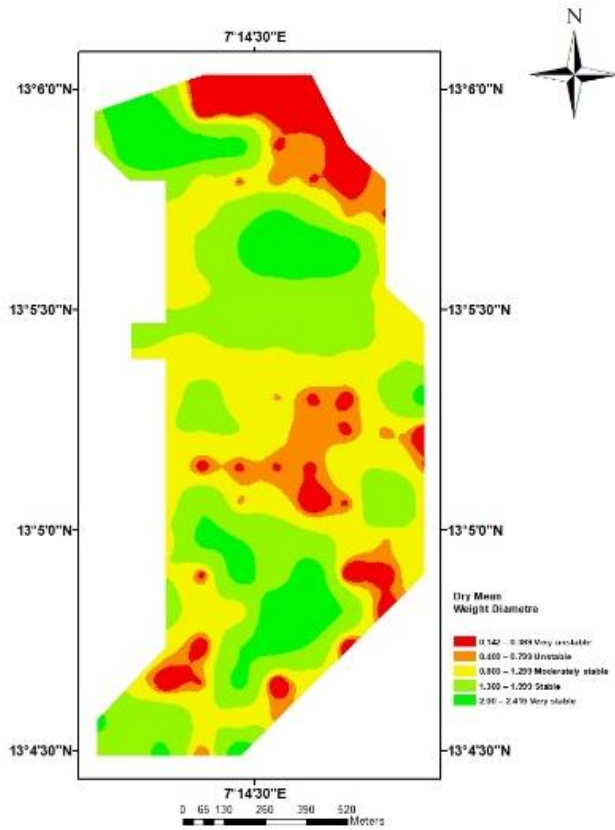 N
7°14'30"E
13°6'0"N
13°6'0"N
13°5'30"N
13°5'30"N
13°5'0"N
13°5'0"N
Dry Mean
Weight Diametre
0.142 – 0.399 Very unstable
0.400 – 0.799 Unstable
0.800 – 1.299 Moderately stable
1.300 – 1.999 Stable
2.00 – 2.415 Very stable
13°4'30"N
13°4'30"N
7°14'30"E
0 65 130 260 390 520
Meters